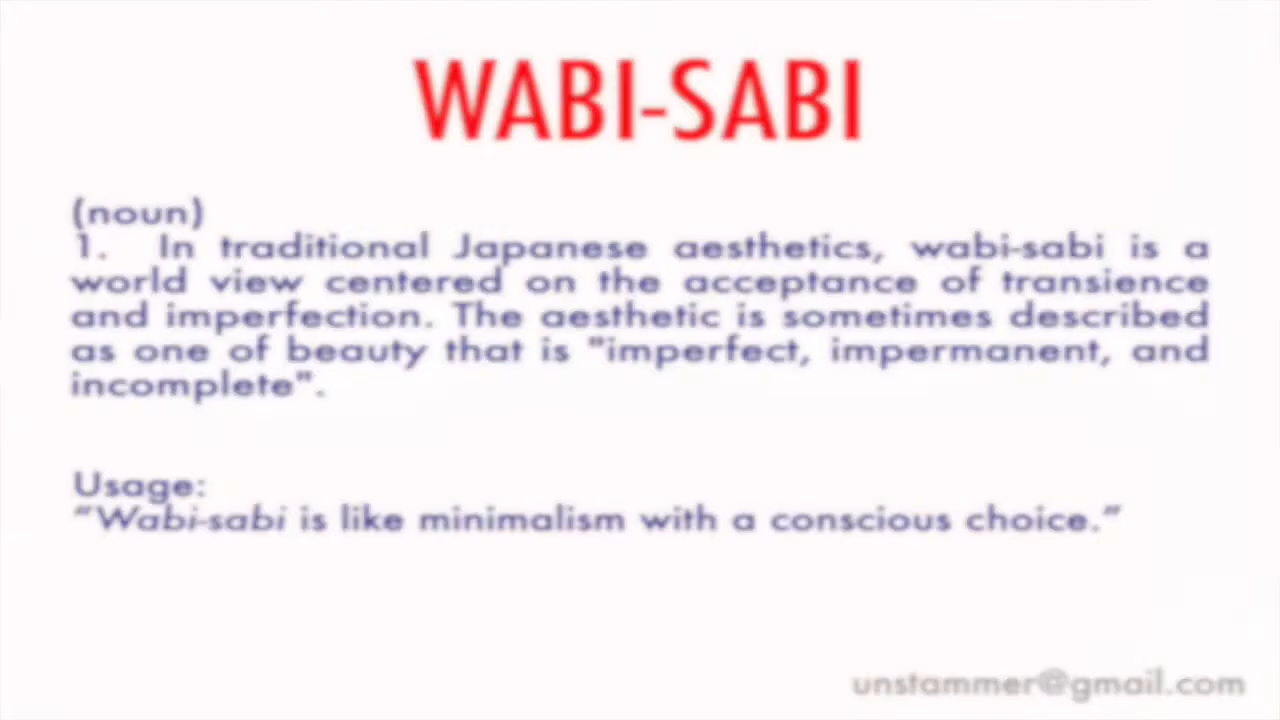 WABI-SABI
(noun)
1. In traditional Japanese aesthetics, wabi-sabi is a
world view centered on the acceptance of transience
and imperfection. The aesthetic is sometimes described
as one of beauty that is "imperfect, impermanent, and
incomplete".
Usage:
“Wabi-sabi is like minimalism with a conscious choice.”
unstammer@gmail.com